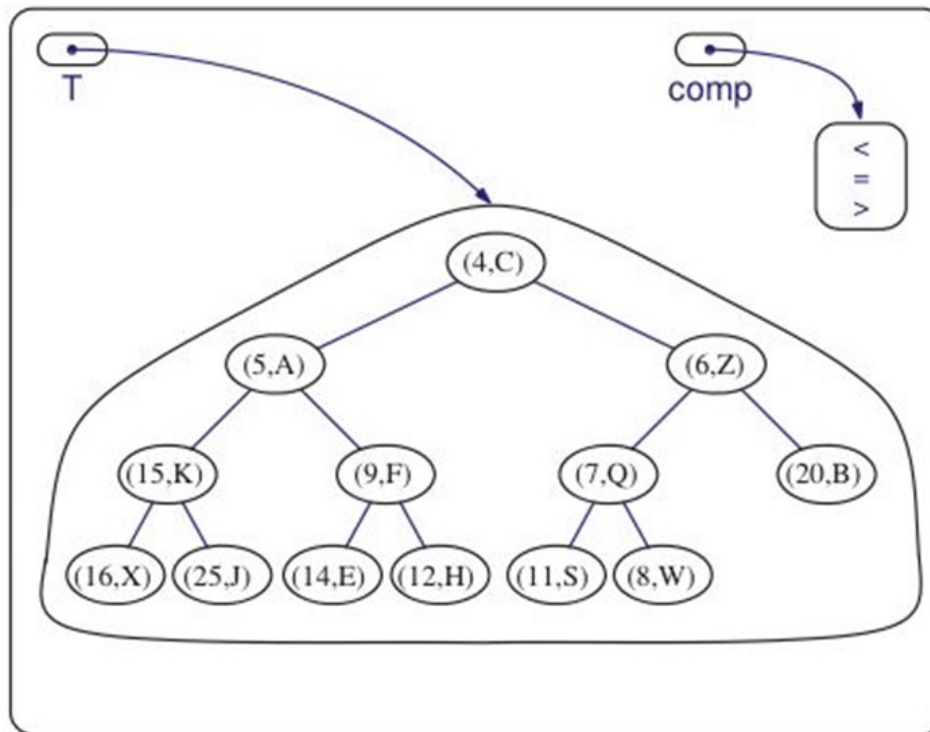 T
comp
<
=
>
(4,C)
(5,A) (6,Z)
(15,K) (9,F) (7,Q) (20,B)
(16,X) (25,J) (14,E) (12,H) (11,S) (8,W)